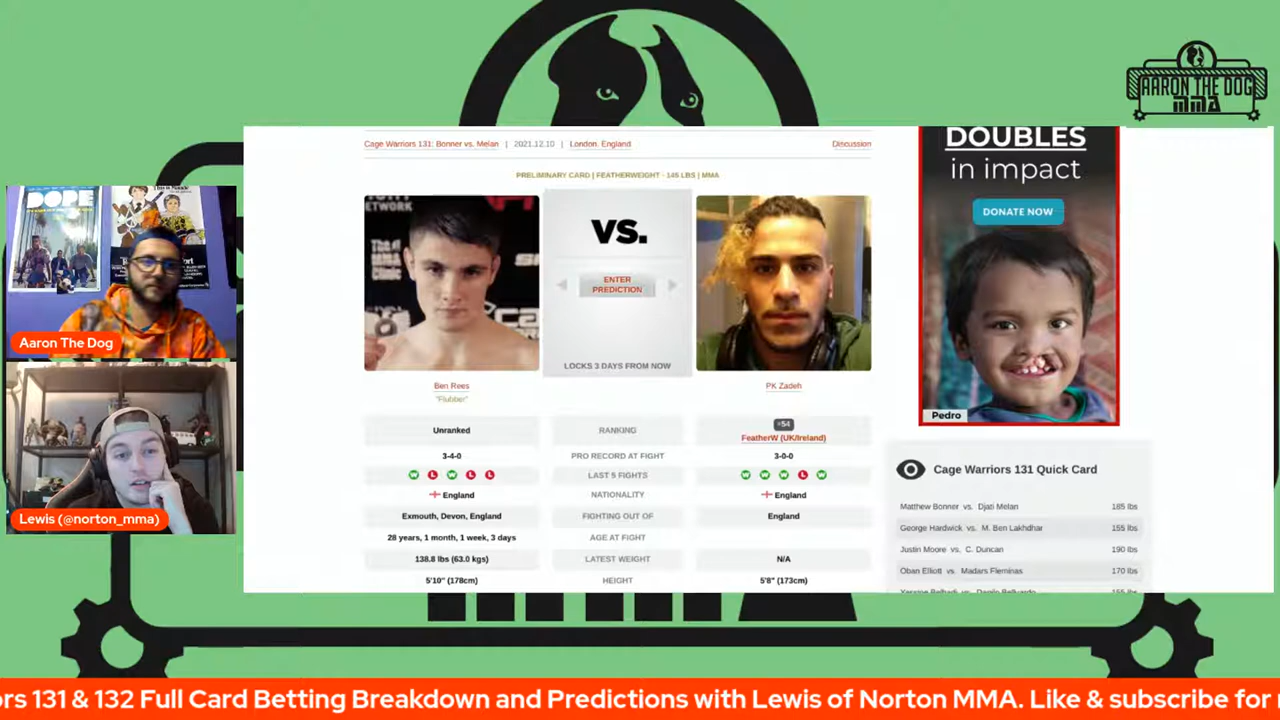 AARON THE DOG
MMA
DOPE
Aaron The Dog
Lewis (@norton_mma)
Cage Warriors 131: Bonner vs. Melan | 2021.12.10 | London, England
Discussion
PRELIMINARY CARD | FEATHERWEIGHT · 145 LBS | MMA
NETWORK
VS.
ENTER
PREDICTION
LOCKS 3 DAYS FROM NOW
Ben Rees
"Flubber"
PK Zadeh
Unranked
RANKING
FeatherW (UK/Ireland)
3-4-0
PRO RECORD AT FIGHT
3-0-0
W L W L L
LAST 5 FIGHTS
W W W L W
England
NATIONALITY
England
Exmouth, Devon, England
FIGHTING OUT OF
England
28 years, 1 month, 1 week, 3 days
AGE AT FIGHT
138.8 lbs (63.0 kgs)
LATEST WEIGHT
N/A
5'10" (178cm)
HEIGHT
5'8" (173cm)
DOUBLES
in impact
DONATE NOW
Pedro
Cage Warriors 131 Quick Card
Matthew Bonner vs. Djati Melan 185 lbs
George Hardwick vs. M. Ben Lakhdhar 155 lbs
Justin Moore vs. C. Duncan 190 lbs
Oban Elliott vs. Madars Fleminas 170 lbs
ors 131 & 132 Full Card Betting Breakdown and Predictions with Lewis of Norton MMA. Like & subscribe for